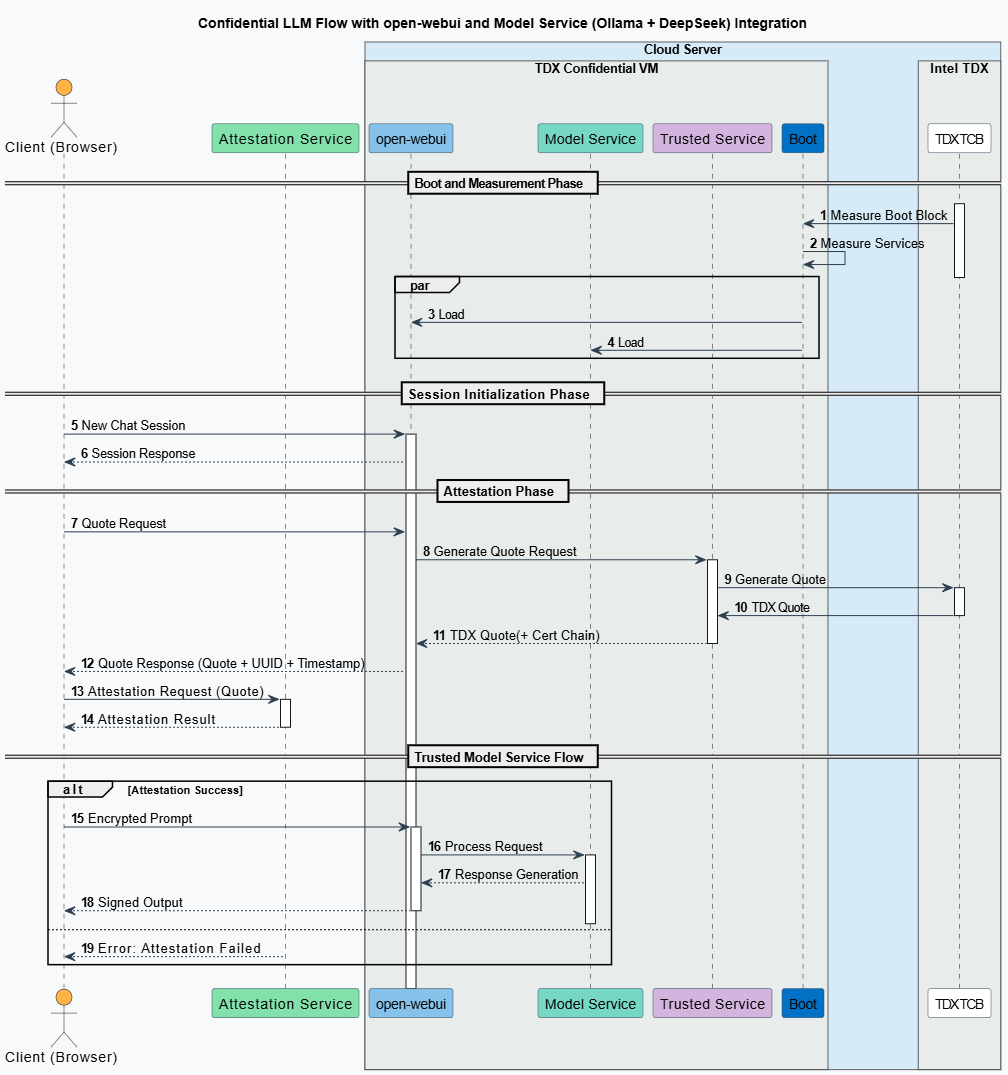 Confidential LLM Flow with open-webui and Model Service (Ollama + DeepSeek) Integration
Cloud Server
TDX Confidential VM
Intel TDX
Client (Browser)
Attestation Service
open-webui
Model Service
Trusted Service
Boot
TDXTCB
Boot and Measurement Phase
1 Measure Boot Block
2 Measure Services
par
3 Load
4 Load
Session Initialization Phase
5 New Chat Session
6 Session Response
Attestation Phase
7 Quote Request
8 Generate Quote Request
9 Generate Quote
10 TDX Quote
11 TDX Quote(+ Cert Chain)
12 Quote Response (Quote + UUID + Timestamp)
13 Attestation Request (Quote)
14 Attestation Result
Trusted Model Service Flow
alt [Attestation Success]
15 Encrypted Prompt
16 Process Request
17 Response Generation
18 Signed Output
19 Error: Attestation Failed
Attestation Service
open-webui
Model Service
Trusted Service
Boot
TDXTCB
Client (Browser)